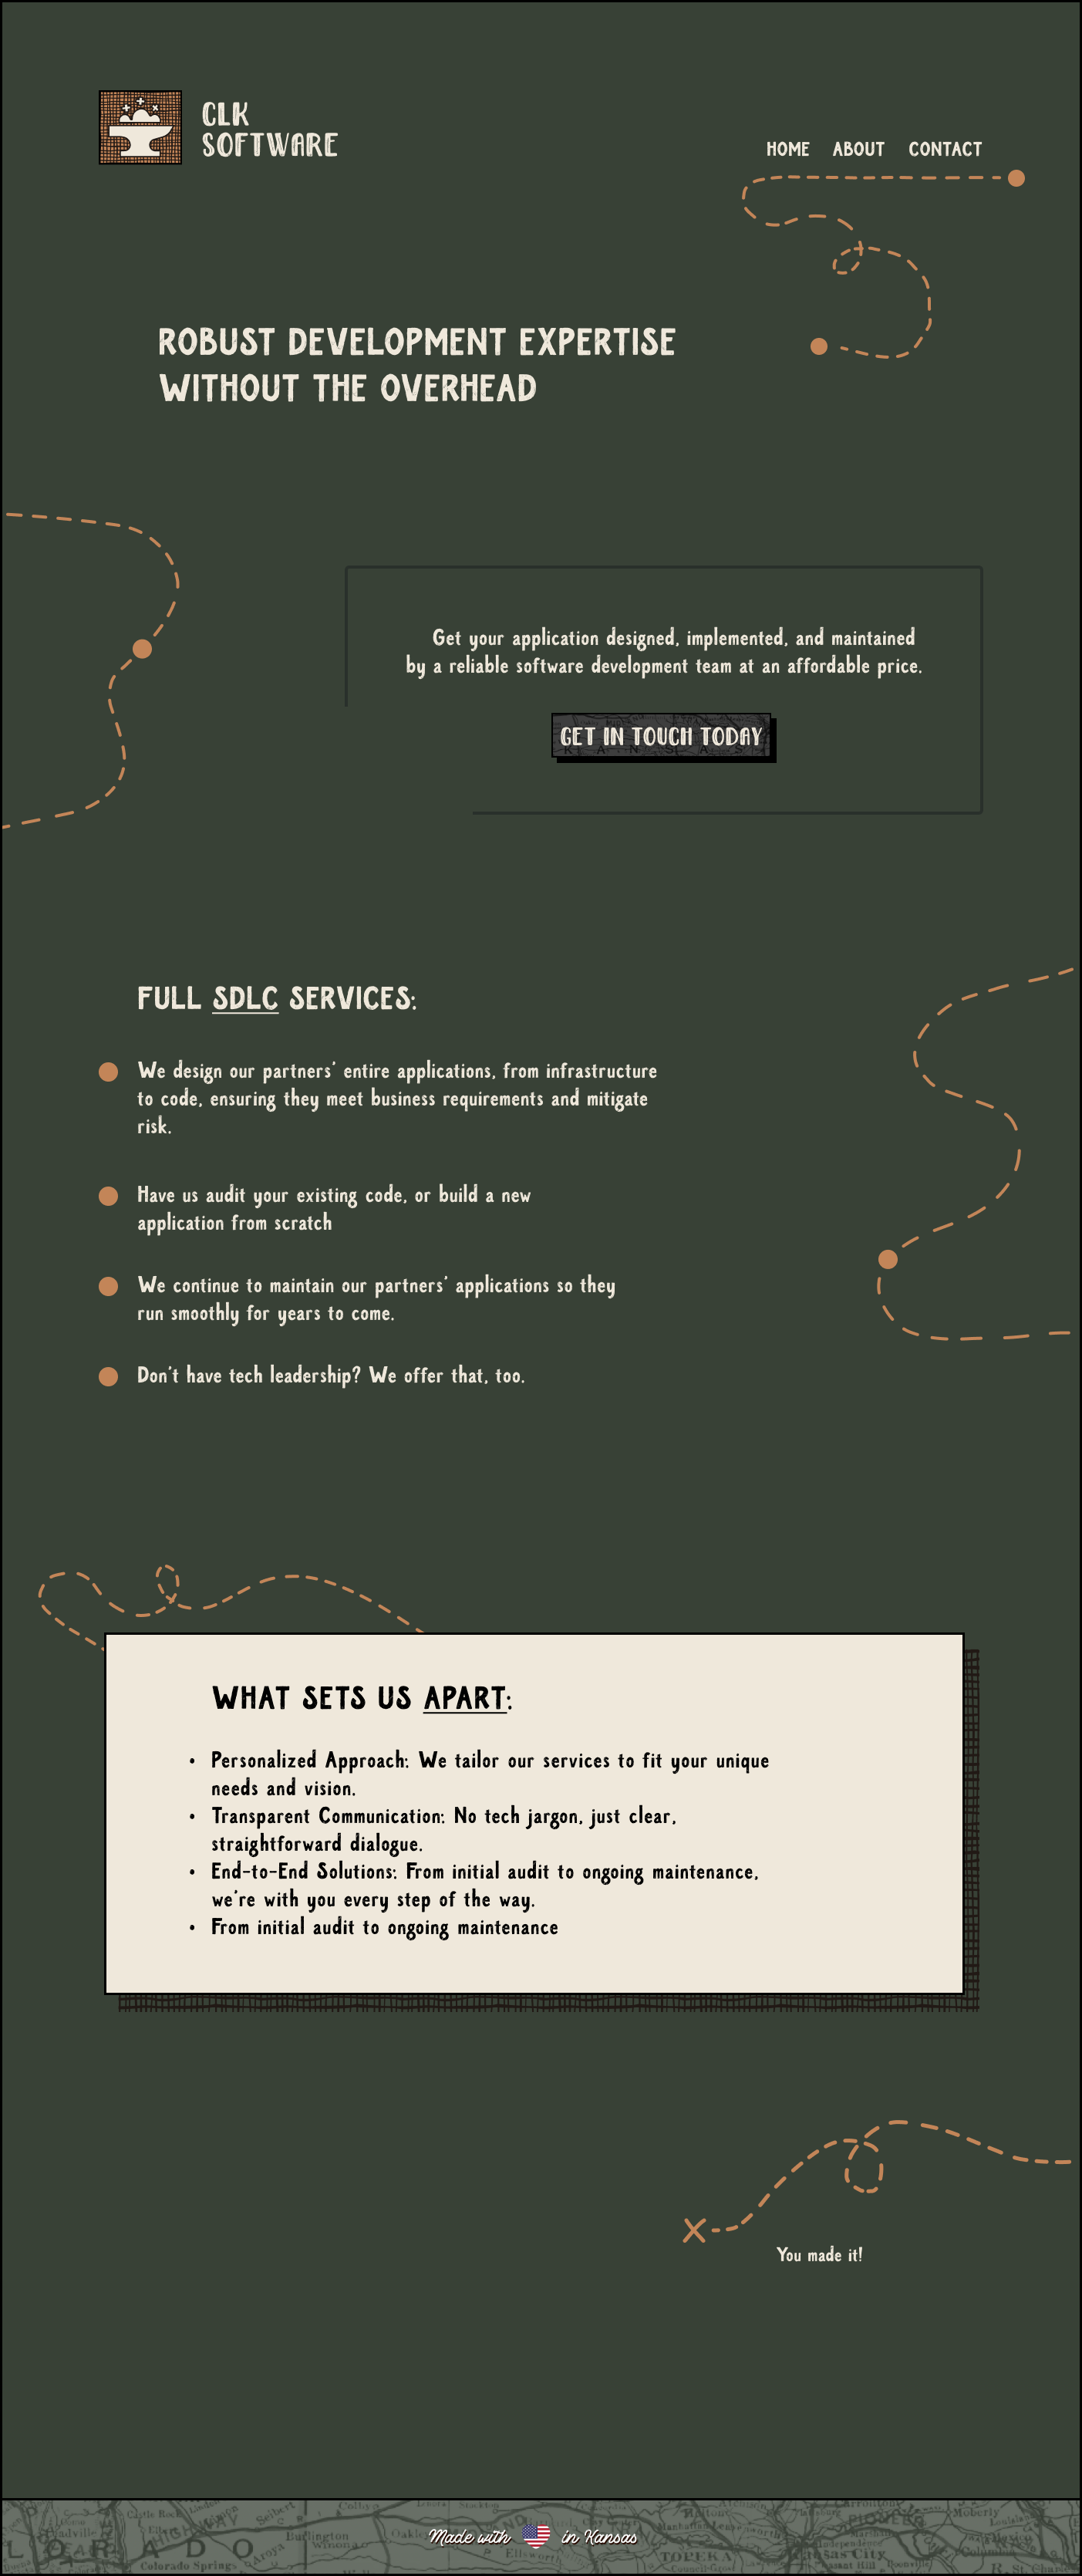 CLK
SOFTWARE
HOME ABOUT CONTACT
ROBUST DEVELOPMENT EXPERTISE
WITHOUT THE OVERHEAD
Get your application designed, implemented, and maintained
by a reliable software development team at an affordable price.
GET IN TOUCH TODAY
FULL SDLC SERVICES:
We design our partners' entire applications, from infrastructure
to code, ensuring they meet business requirements and mitigate
risk.
Have us audit your existing code, or build a new
application from scratch
We continue to maintain our partners' applications so they
run smoothly for years to come.
Don't have tech leadership? We offer that, too.
WHAT SETS US APART:
• Personalized Approach: We tailor our services to fit your unique
needs and vision.
• Transparent Communication: No tech jargon, just clear,
straightforward dialogue.
• End-to-End Solutions: From initial audit to ongoing maintenance,
we're with you every step of the way.
• From initial audit to ongoing maintenance
You made it!
Made with in Kansas
Colorado Springs
Burlington
TOPEKA
Kansas City